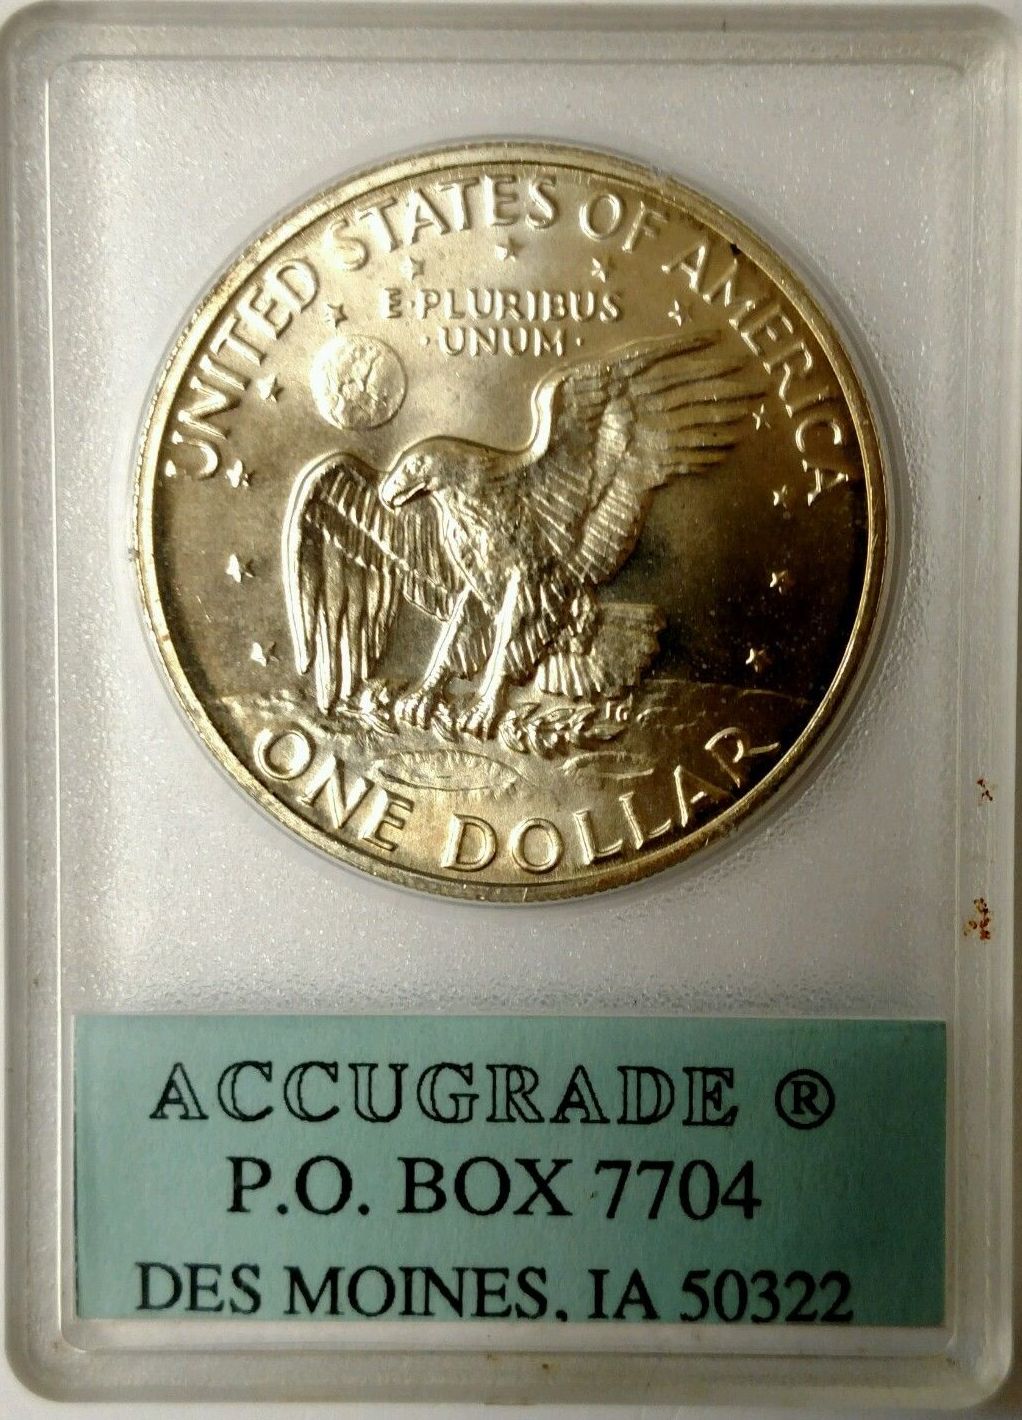 UNITED STATES OF AMERICA
E·PLURIBUS
·UNUM·
ONE DOLLAR
ACCUGRADE ®
P.O. BOX 7704
DES MOINES, IA 50322